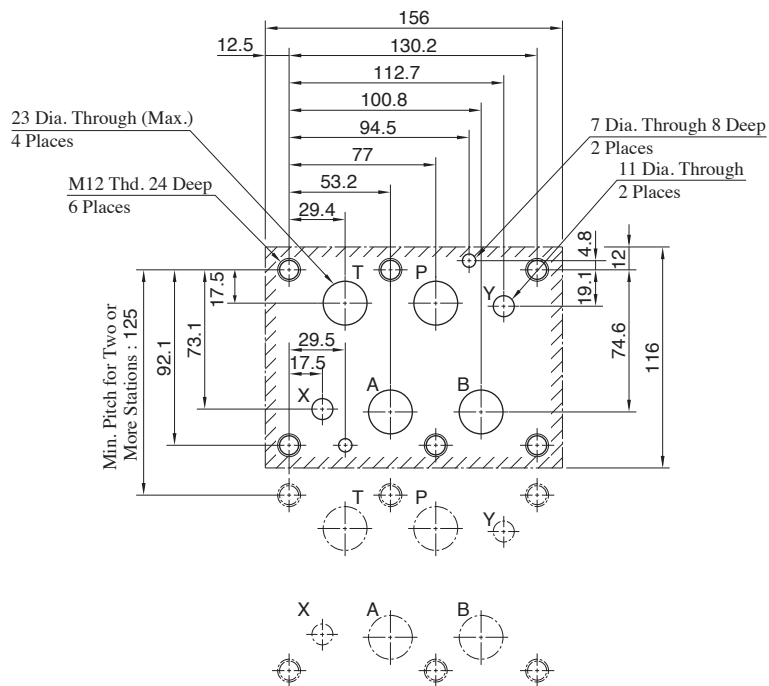 156
12.5
130.2
112.7
100.8
94.5
77
53.2
29.4
23 Dia. Through (Max.)
4 Places
M12 Thd. 24 Deep
6 Places
7 Dia. Through 8 Deep
2 Places
11 Dia. Through
2 Places
4.8
12
19.1
74.6
116
17.5
73.1
92.1
Min. Pitch for Two or
More Stations : 125
T
P
Y
29.5
17.5
X
A
B
T
P
Y
X
A
B